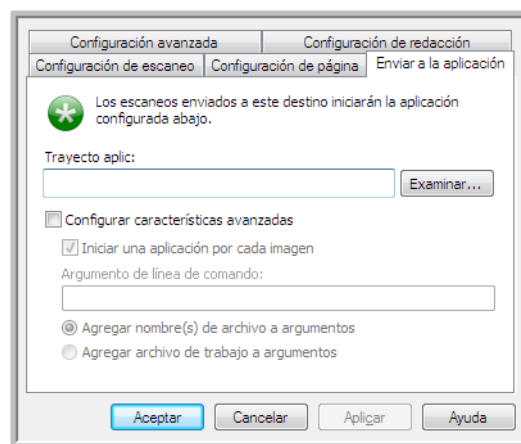 Configuración avanzada
Configuración de redacción
Configuración de escaneo
Configuración de página
Enviar a la aplicación
Los escaneos enviados a este destino iniciarán la aplicación
configurada abajo.
Trayecto aplic:
Examinar...
Configurar características avanzadas
Iniciar una aplicación por cada imagen
Argumento de línea de comando:
Agregar nombre(s) de archivo a argumentos
Agregar archivo de trabajo a argumentos
Aceptar
Cancelar
Aplicar
Ayuda